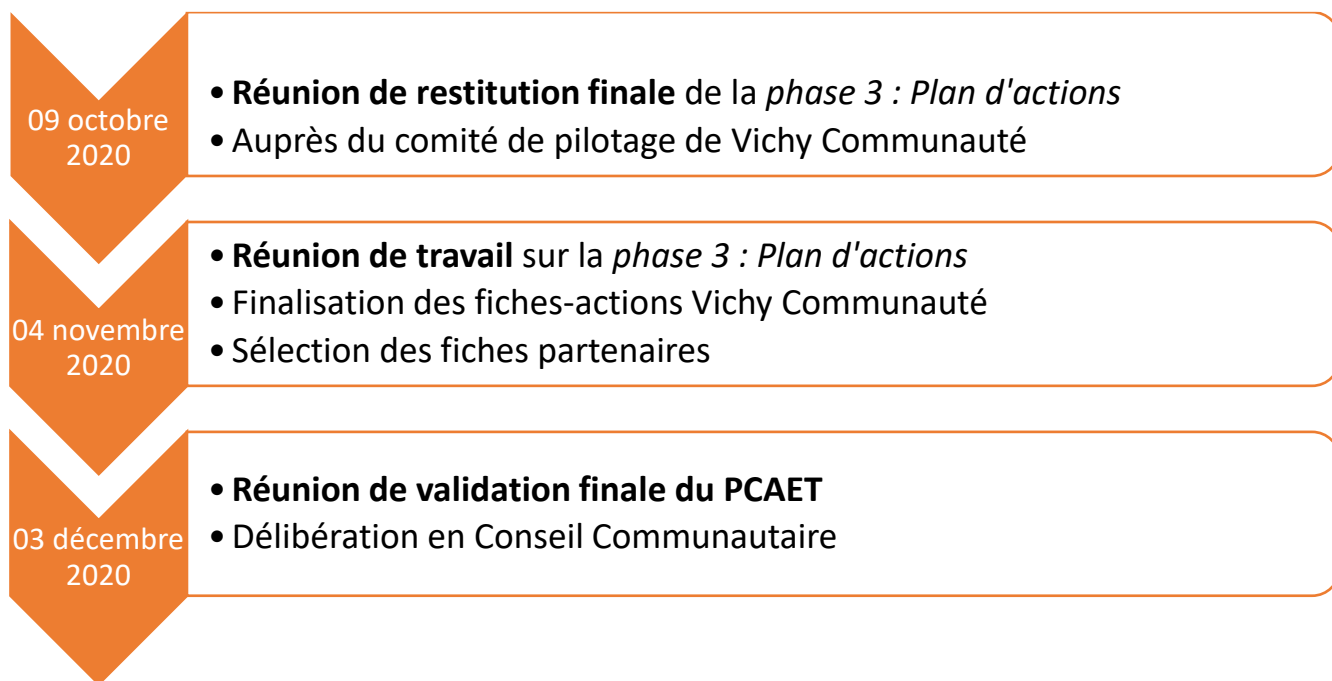 09 octobre
2020
• Réunion de restitution finale de la phase 3 : Plan d'actions
• Auprès du comité de pilotage de Vichy Communauté
04 novembre
2020
• Réunion de travail sur la phase 3 : Plan d'actions
• Finalisation des fiches-actions Vichy Communauté
• Sélection des fiches partenaires
03 décembre
2020
• Réunion de validation finale du PCAET
• Délibération en Conseil Communautaire